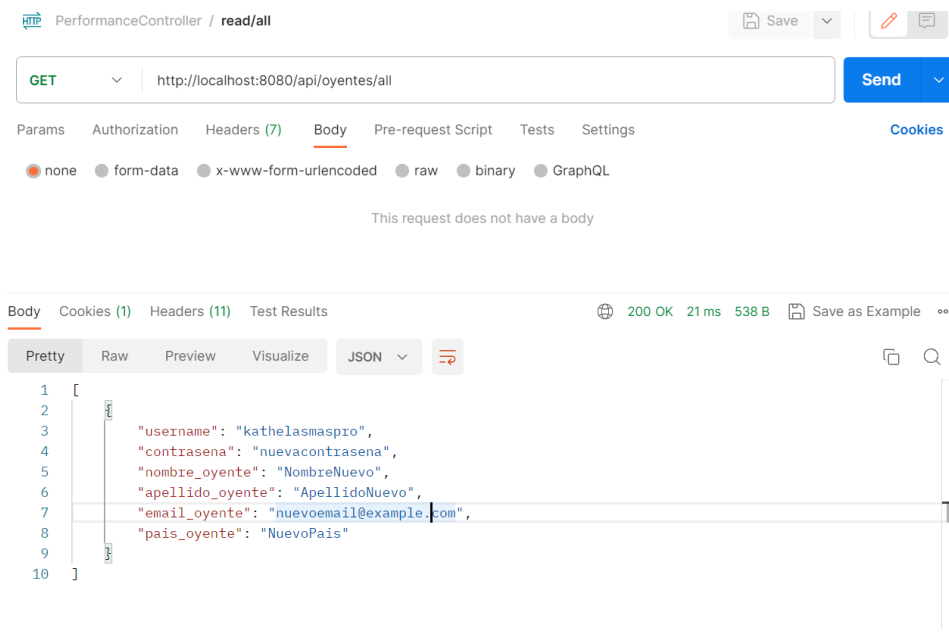 HTTP PerformanceController / read/all Save
GET http://localhost:8080/api/oyentes/all Send
Params Authorization Headers (7) Body Pre-request Script Tests Settings Cookies
none form-data x-www-form-urlencoded raw binary GraphQL
This request does not have a body
Body Cookies (1) Headers (11) Test Results 200 OK 21 ms 538 B Save as Example
Pretty Raw Preview Visualize JSON
1 [
2 {
3 "username": "kathelasmaspro",
4 "contrasena": "nuevacontrasena",
5 "nombre_oyente": "NombreNuevo",
6 "apellido_oyente": "ApellidoNuevo",
7 "email_oyente": "nuevoemail@example.com",
8 "pais_oyente": "NuevoPais"
9 }
10 ]